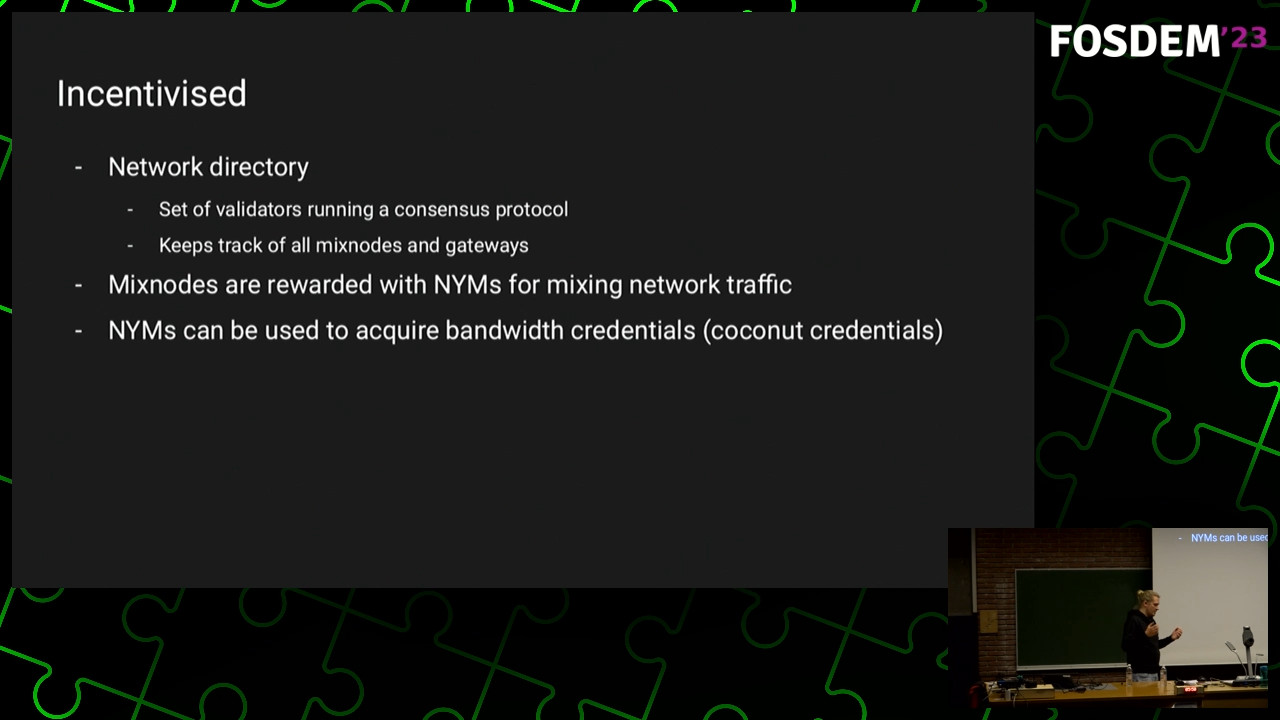 FOSDEM'23
Incentivised
- Network directory
- Set of validators running a consensus protocol
- Keeps track of all mixnodes and gateways
- Mixnodes are rewarded with NYMs for mixing network traffic
- NYMs can be used to acquire bandwidth credentials (coconut credentials)
- NYMs can be used